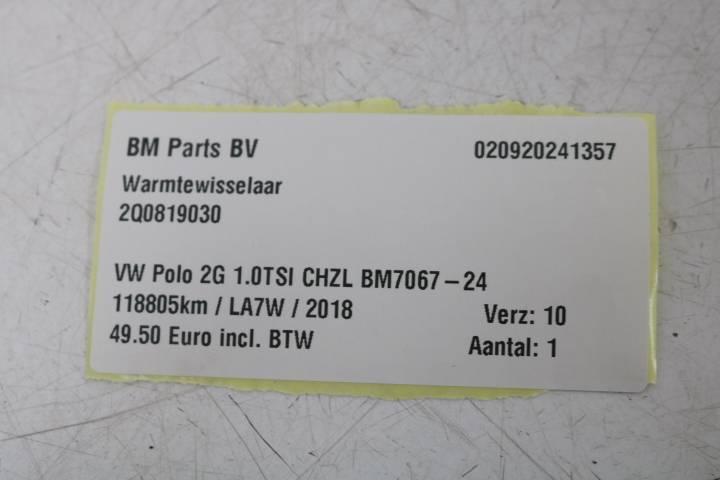 BM Parts BV 020920241357
Warmtewisselaar
2Q0819030
VW Polo 2G 1.0TSI CHZL BM7067-24
118805km / LA7W / 2018 Verz: 10
49.50 Euro incl. BTW Aantal: 1